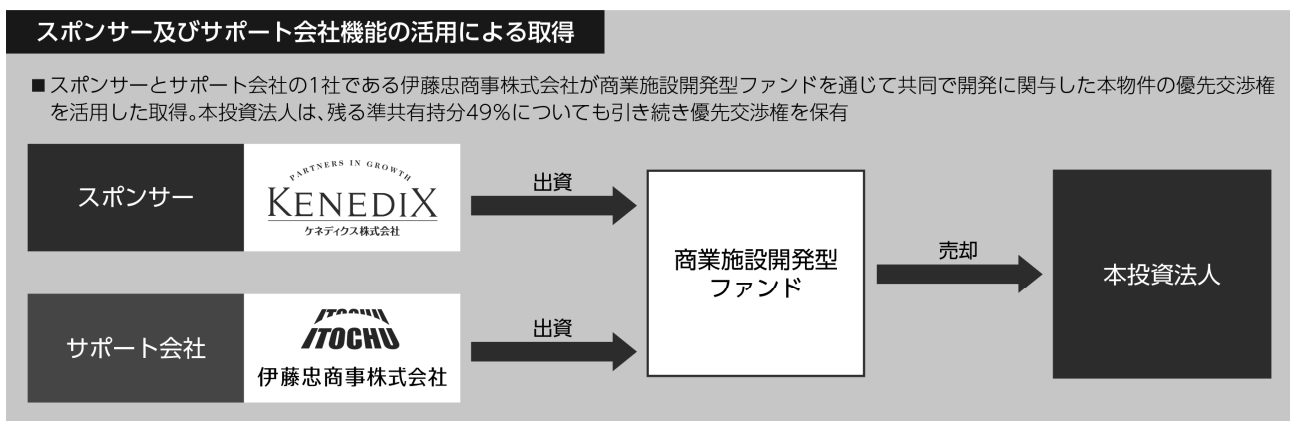 スポンサー及びサポート会社機能の活用による取得
■スポンサーとサポート会社の1社である伊藤忠商事株式会社が商業施設開発型ファンドを通じて共同で開発に関与した本物件の優先交渉権
を活用した取得。本投資法人は、残る準共有持分49%についても引き続き優先交渉権を保有
スポンサー
PARTNERS IN GROWTH
KENEDIX
ケネディクス株式会社
出資
サポート会社
ITOCHU
ITOCHU
伊藤忠商事株式会社
出資
商業施設開発型
ファンド
売却
本投資法人